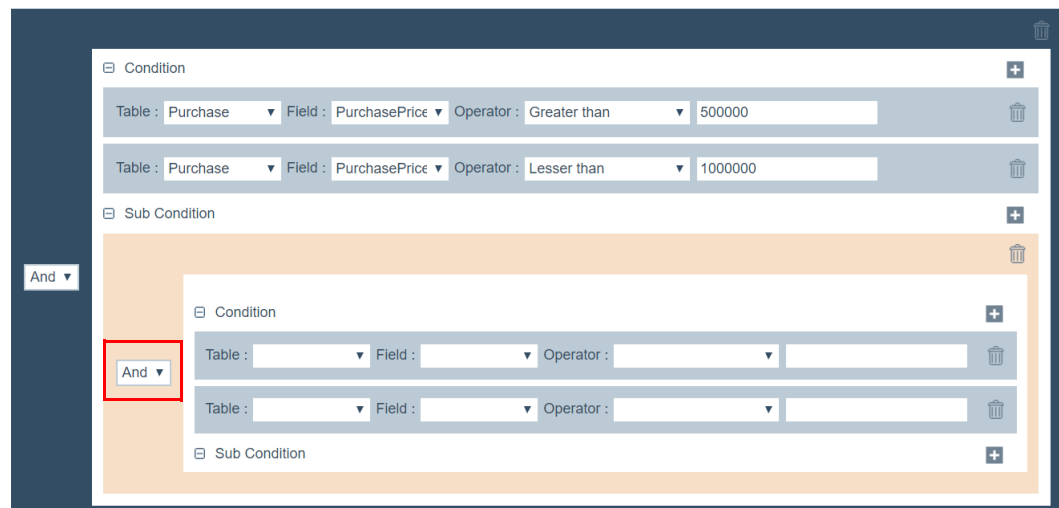 Condition
Table : Purchase Field : PurchasePrice Operator : Greater than 500000
Table : Purchase Field : PurchasePrice Operator : Lesser than 1000000
Sub Condition
And
Condition
Table : Field : Operator :
And
Table : Field : Operator :
Sub Condition